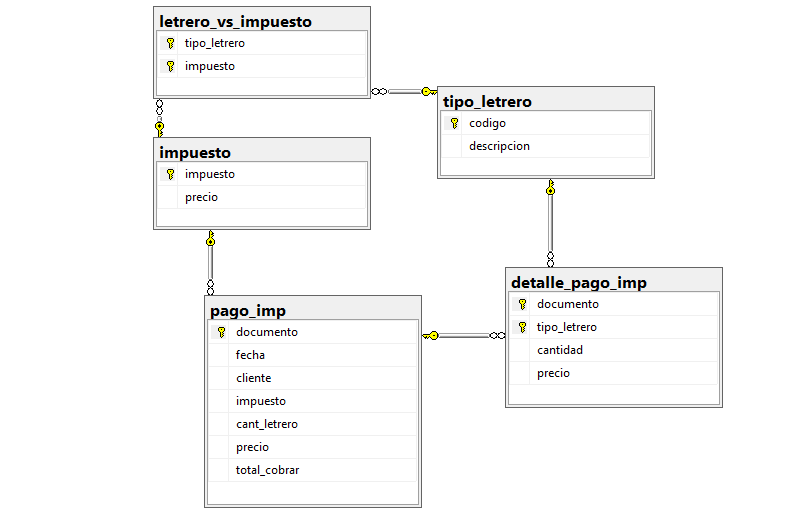 letrero_vs_impuesto
tipo_letrero
impuesto
tipo_letrero
codigo
descripcion
impuesto
impuesto
precio
detalle_pago_imp
documento
tipo_letrero
cantidad
precio
pago_imp
documento
fecha
cliente
impuesto
cant_letrero
precio
total_cobrar